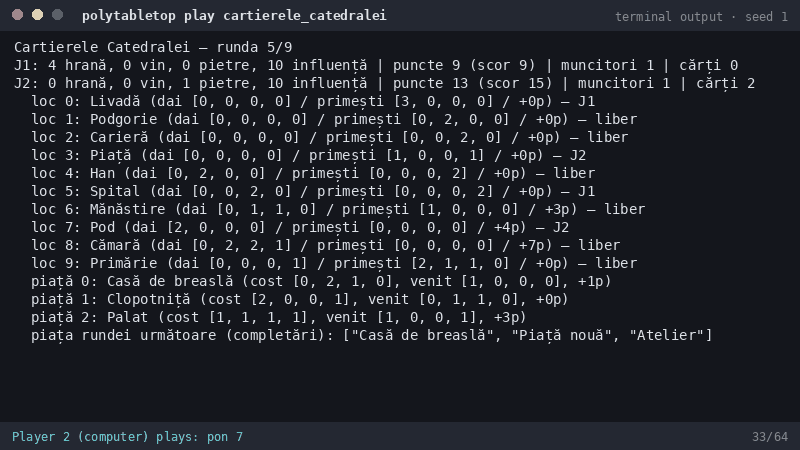 polytabletop play cartierele_catedralei
terminal output · seed 1
Cartierele Catedralei — runda 5/9
J1: 4 hrană, 0 vin, 0 pietre, 10 influență | puncte 9 (scor 9) | muncitori 1 | cărți 0
J2: 0 hrană, 0 vin, 1 pietre, 10 influență | puncte 13 (scor 15) | muncitori 1 | cărți 2
loc 0: Livadă (dai [0, 0, 0, 0] / primești [3, 0, 0, 0] / +0p) — J1
loc 1: Podgorie (dai [0, 0, 0, 0] / primești [0, 2, 0, 0] / +0p) — liber
loc 2: Carieră (dai [0, 0, 0, 0] / primești [0, 0, 2, 0] / +0p) — liber
loc 3: Piață (dai [0, 0, 0, 0] / primești [1, 0, 0, 1] / +0p) — J2
loc 4: Han (dai [0, 2, 0, 0] / primești [0, 0, 0, 2] / +0p) — liber
loc 5: Spital (dai [0, 0, 2, 0] / primești [0, 0, 0, 2] / +0p) — J1
loc 6: Mănăstire (dai [0, 1, 1, 0] / primești [1, 0, 0, 0] / +3p) — liber
loc 7: Pod (dai [2, 0, 0, 0] / primești [0, 0, 0, 0] / +4p) — J2
loc 8: Cămară (dai [0, 2, 2, 1] / primești [0, 0, 0, 0] / +7p) — liber
loc 9: Primărie (dai [0, 0, 0, 1] / primești [2, 1, 1, 0] / +0p) — liber
piață 0: Casă de breaslă (cost [0, 2, 1, 0], venit [1, 0, 0, 0], +1p)
piață 1: Clopotniță (cost [2, 0, 0, 1], venit [0, 1, 1, 0], +0p)
piață 2: Palat (cost [1, 1, 1, 1], venit [1, 0, 0, 1], +3p)
piața rundei următoare (completări): ["Casă de breaslă", "Piață nouă", "Atelier"]
Player 2 (computer) plays: pon 7
33/64